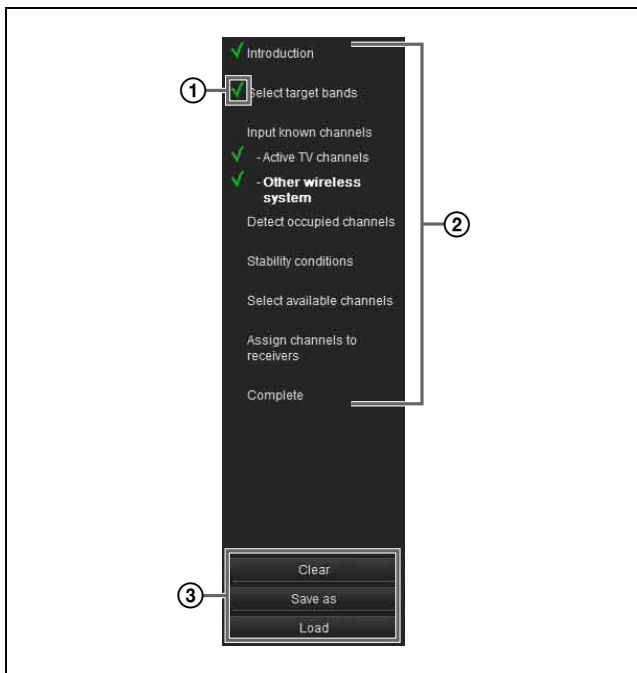 Introduction
① Select target bands
Input known channels
- Active TV channels
- Other wireless
system
②
Detect occupied channels
Stability conditions
Select available channels
Assign channels to
receivers
Complete
Clear
③ Save as
Load